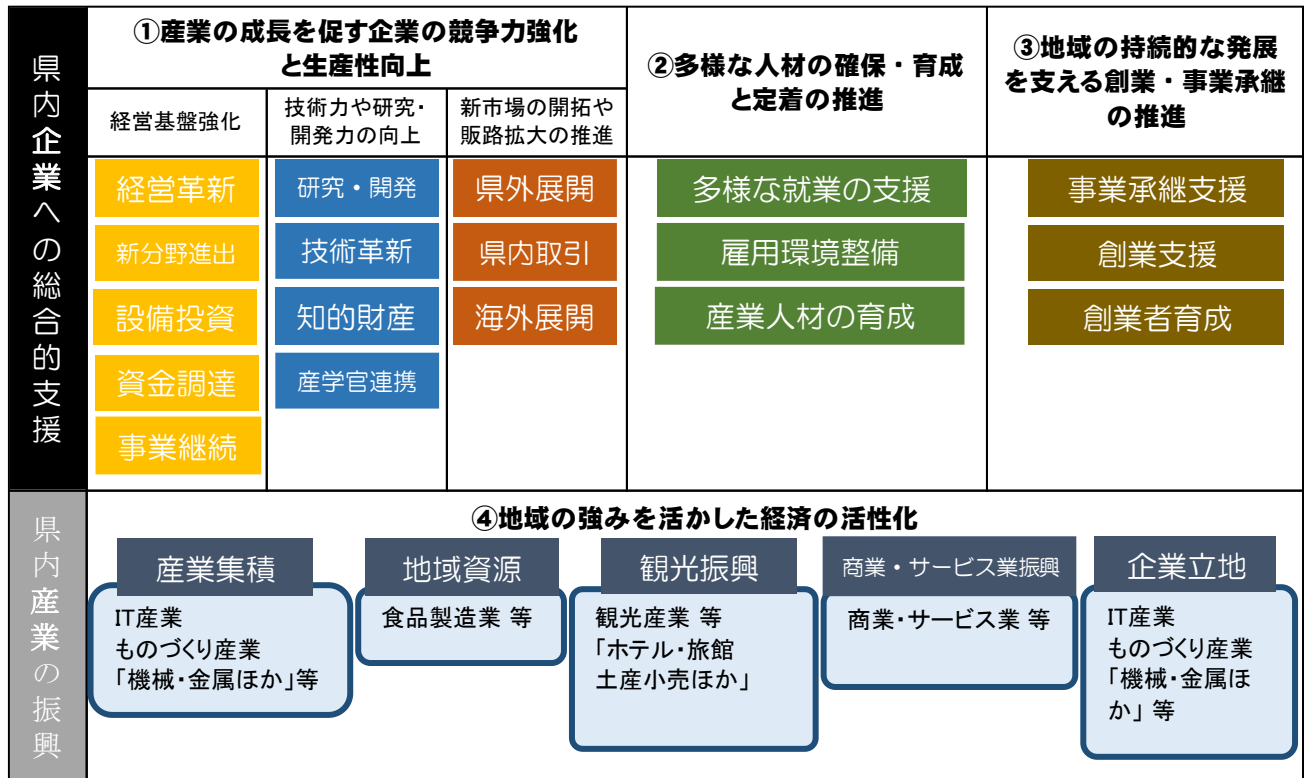 県内企業への総合的支援
①産業の成長を促す企業の競争力強化
と生産性向上
経営基盤強化
技術力や研究・
開発力の向上
新市場の開拓や
販路拡大の推進
②多様な人材の確保・育成
と定着の推進
③地域の持続的な発展
を支える創業・事業承継
の推進
経営革新
新分野進出
設備投資
資金調達
事業継続
研究・開発
技術革新
知的財産
産学官連携
県外展開
県内取引
海外展開
多様な就業の支援
雇用環境整備
産業人材の育成
事業承継支援
創業支援
創業者育成
県内産業の振興
④地域の強みを活かした経済の活性化
産業集積
IT産業
ものづくり産業
「機械・金属ほか」等
地域資源
食品製造業 等
観光振興
観光産業 等
「ホテル・旅館
土産小売ほか」
商業・サービス業振興
商業・サービス業 等
企業立地
IT産業
ものづくり産業
「機械・金属ほ
か」 等